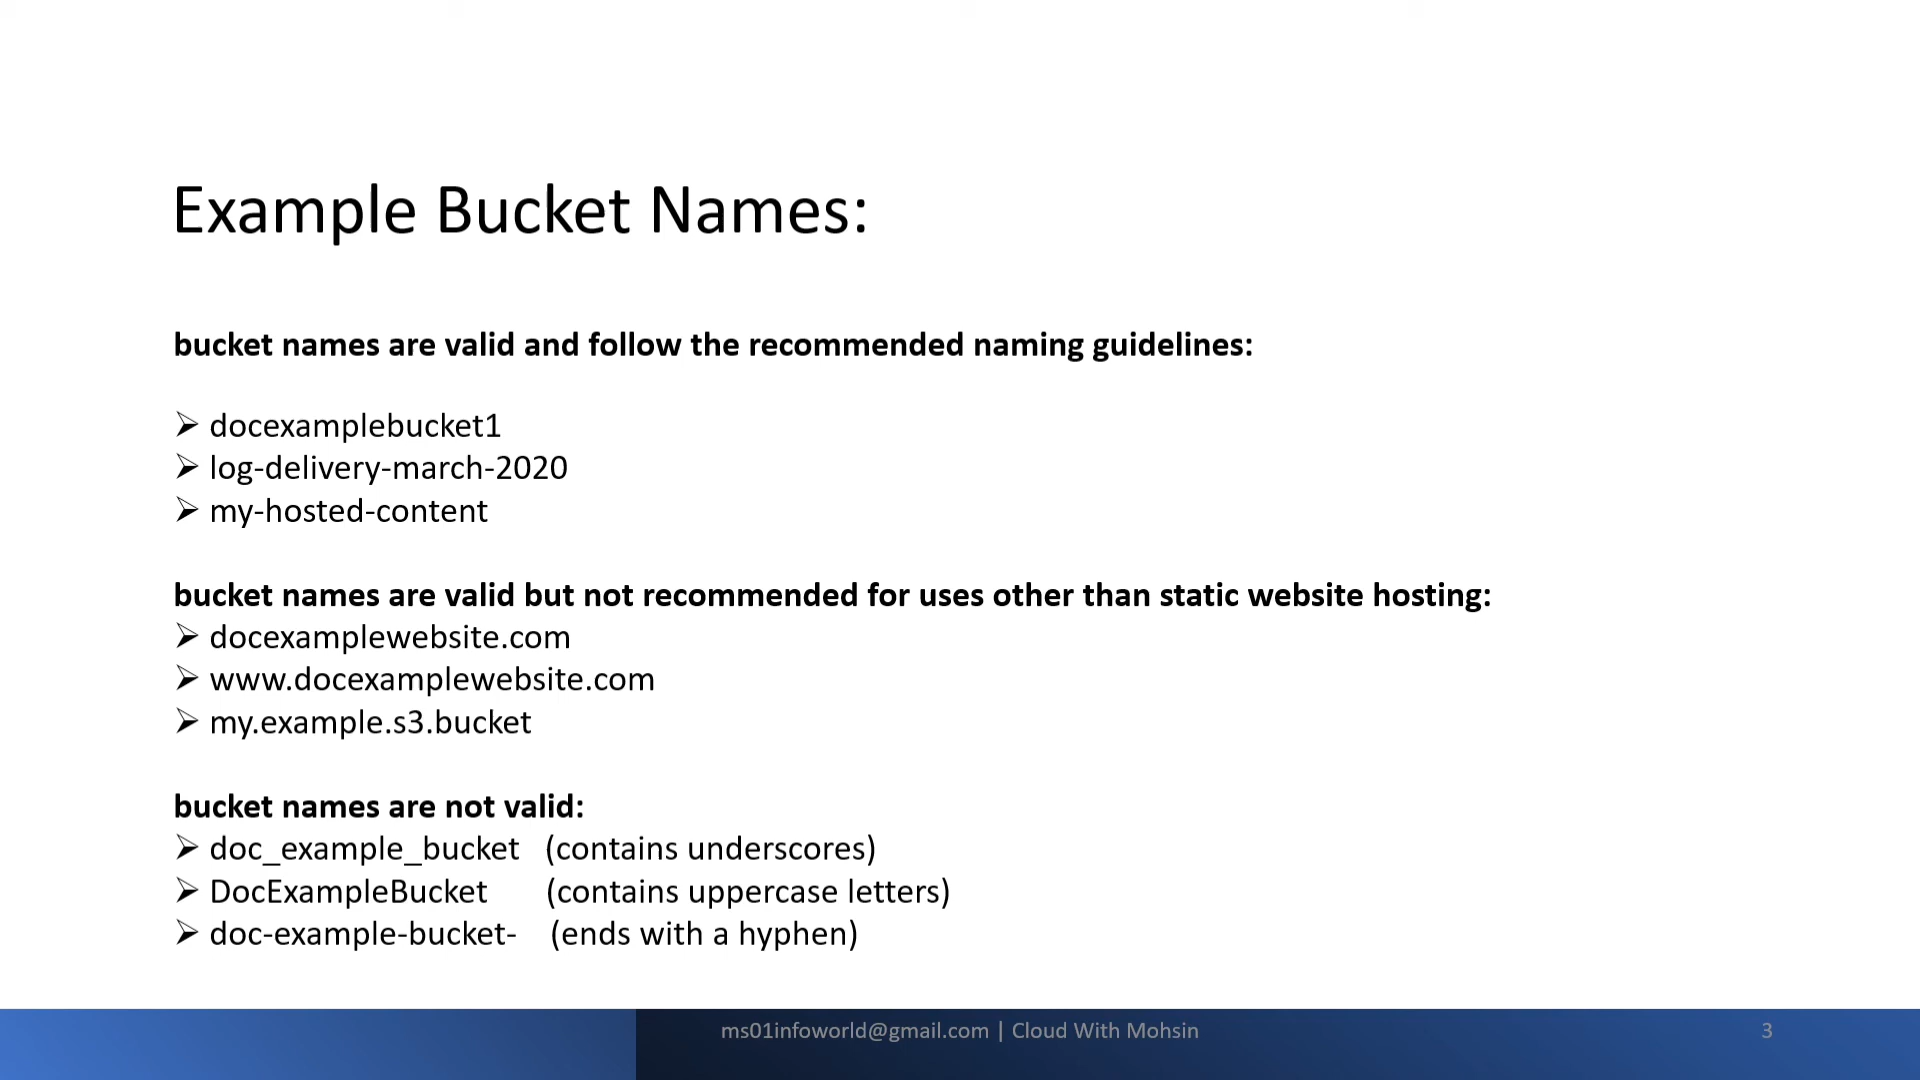 Example Bucket Names:
bucket names are valid and follow the recommended naming guidelines:
➢ docexamplebucket1
➢ log-delivery-march-2020
➢ my-hosted-content
bucket names are valid but not recommended for uses other than static website hosting:
➢ docexamplewebsite.com
➢ www.docexamplewebsite.com
➢ my.example.s3.bucket
bucket names are not valid:
➢ doc_example_bucket (contains underscores)
➢ DocExampleBucket (contains uppercase letters)
➢ doc-example-bucket- (ends with a hyphen)
ms01infoworld@gmail.com | Cloud With Mohsin
3